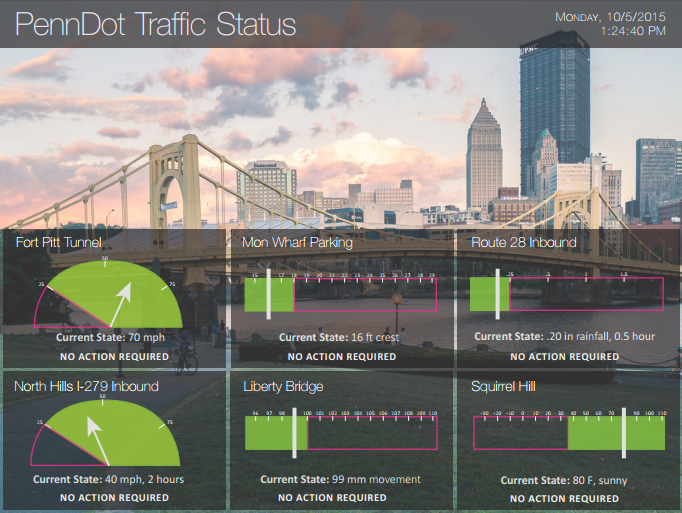 PennDot Traffic Status
Monday, 10/5/2015
1:24:40 PM
UPMC
Federated
Fort Pitt Tunnel
25 50 75
Current State: 70 mph
NO ACTION REQUIRED
Mon Wharf Parking
15 17 18 19 20 21 22 23 24 25 26 27 28 29
Current State: 16 ft crest
NO ACTION REQUIRED
Route 28 Inbound
.25 .5 1 1.5
Current State: .20 in rainfall, 0.5 hour
NO ACTION REQUIRED
North Hills I-279 Inbound
25 50 75
Current State: 40 mph, 2 hours
NO ACTION REQUIRED
Liberty Bridge
96 97 98 100 101 102 103 104 105 106 107 108 109 110
Current State: 99 mm movement
NO ACTION REQUIRED
Squirrel Hill
-30 -20 -10 0 10 20 30 40 50 60 70 90 100 110
Current State: 80 F, sunny
NO ACTION REQUIRED